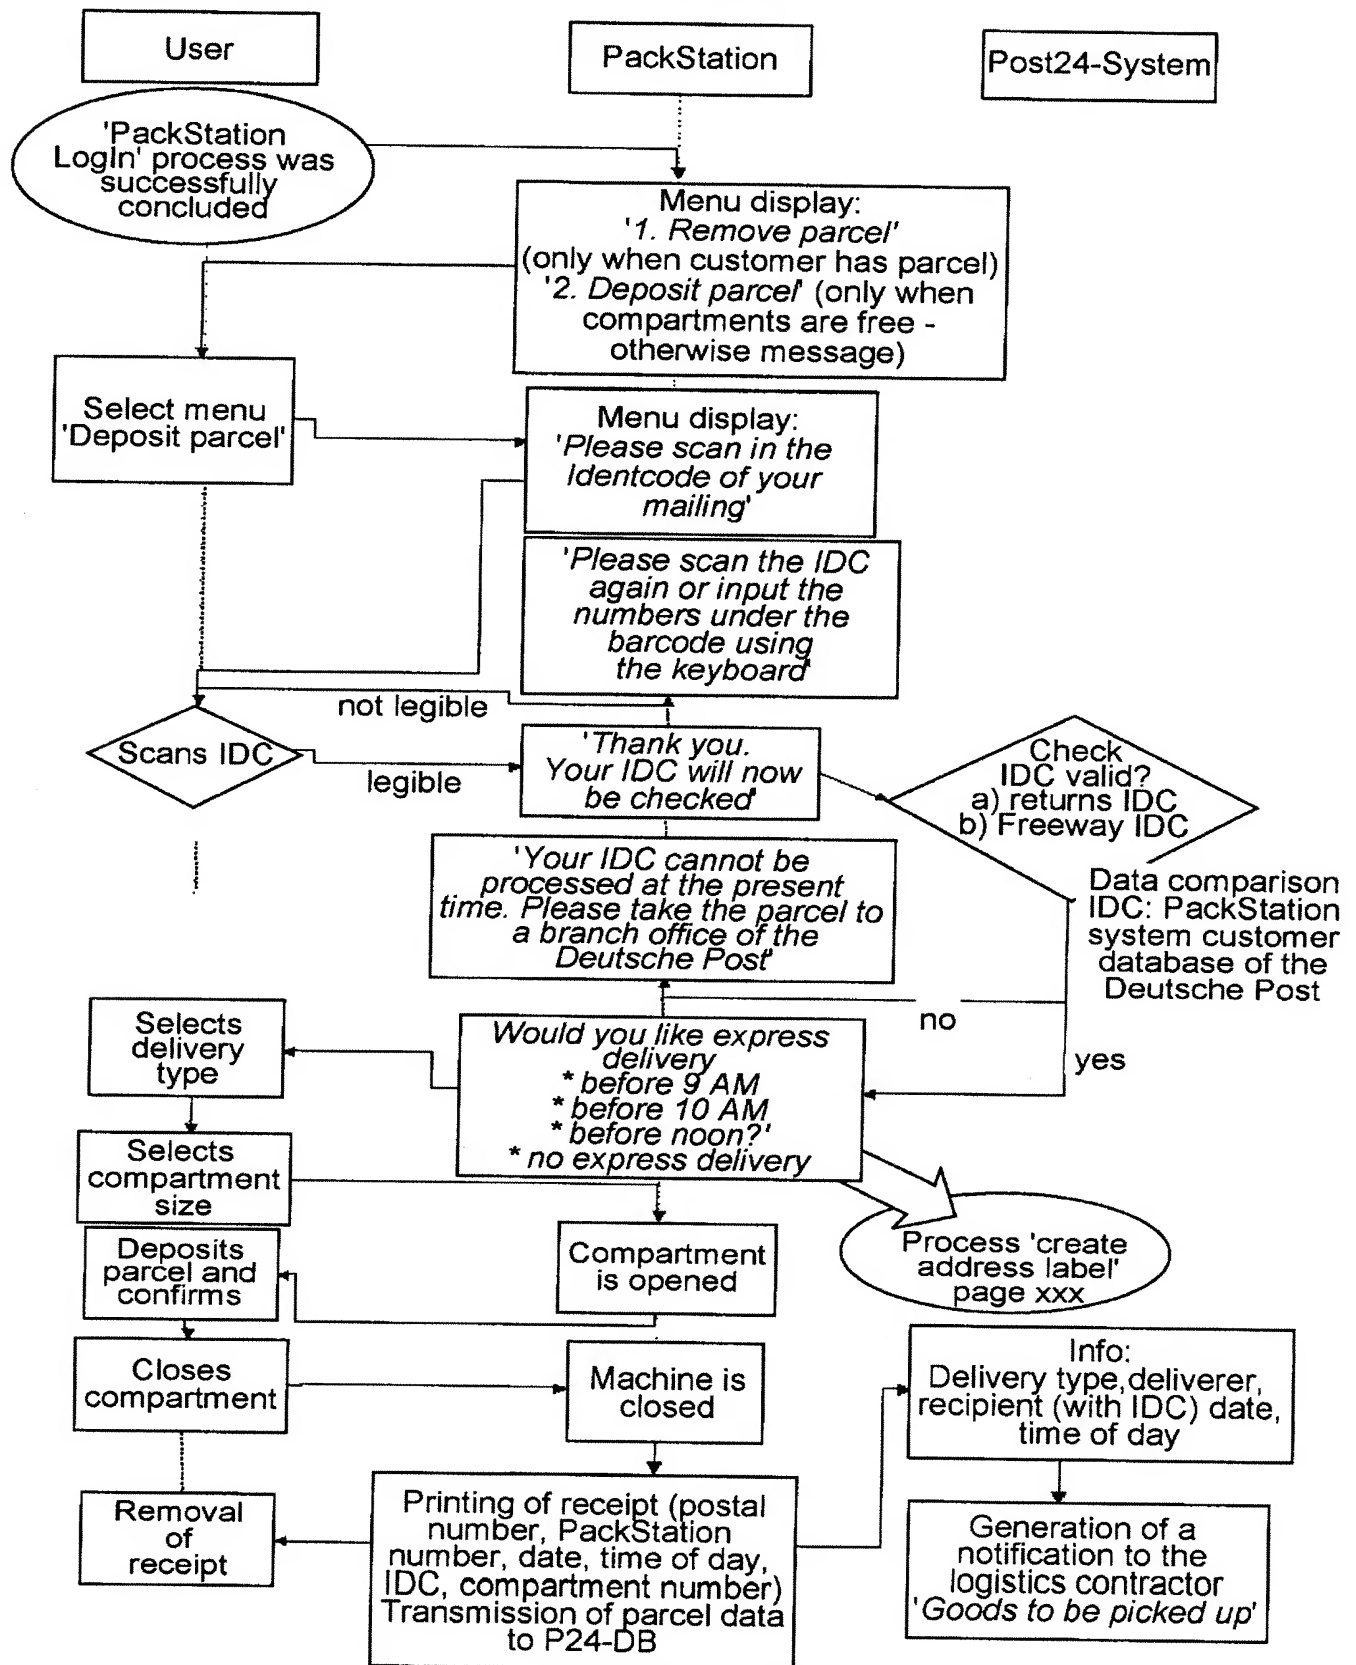 User
PackStation
Post24-System
'PackStation
LogIn' process was
successfully
concluded
Menu display:
'1. Remove parcel'
(only when customer has parcel)
'2. Deposit parcel' (only when
compartments are free -
otherwise message)
Select menu
'Deposit parcel'
Menu display:
'Please scan in the
Identcode of your
mailing'
'Please scan the IDC
again or input the
numbers under the
barcode using
the keyboard'
not legible
Scans IDC
legible
'Thank you.
Your IDC will now
be checked'
Check
IDC valid?
a) returns IDC
b) Freeway IDC
Data comparison
IDC: PackStation
system customer
database of the
Deutsche Post
'Your IDC cannot be
processed at the present
time. Please take the parcel to
a branch office of the
Deutsche Post'
no
yes
Selects
delivery
type
Would you like express
delivery
* before 9 AM
* before 10 AM
* before noon?'
* no express delivery
Selects
compartment
size
Process 'create
address label'
page xxx
Compartment
is opened
Deposits
parcel and
confirms
Closes
compartment
Machine is
closed
Info:
Delivery type, deliverer,
recipient (with IDC) date,
time of day
Removal
of
receipt
Printing of receipt (postal
number, PackStation
number, date, time of day,
IDC, compartment number)
Transmission of parcel data
to P24-DB
Generation of a
notification to the
logistics contractor
'Goods to be picked up'